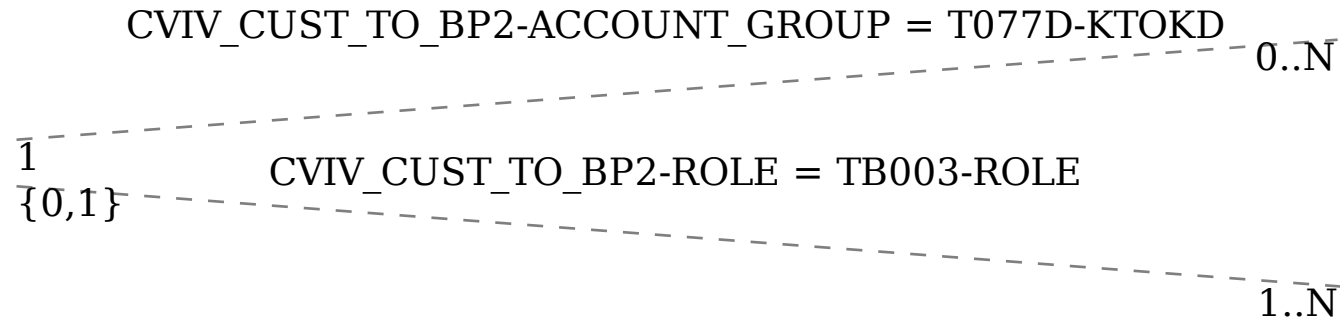 CVIV_CUST_TO_BP2-ACCOUNT_GROUP = T077D-KTOKD
0..N
1
CVIV_CUST_TO_BP2-ROLE = TB003-ROLE
{0,1}
1..N